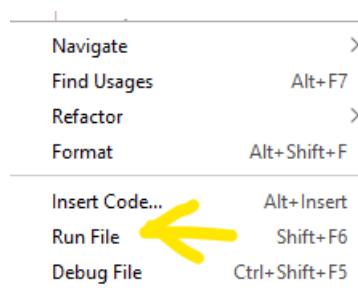 Navigate
Find Usages Alt+F7
Refactor
Format Alt+Shift+F
Insert Code... Alt+Insert
Run File Shift+F6
Debug File Ctrl+Shift+F5